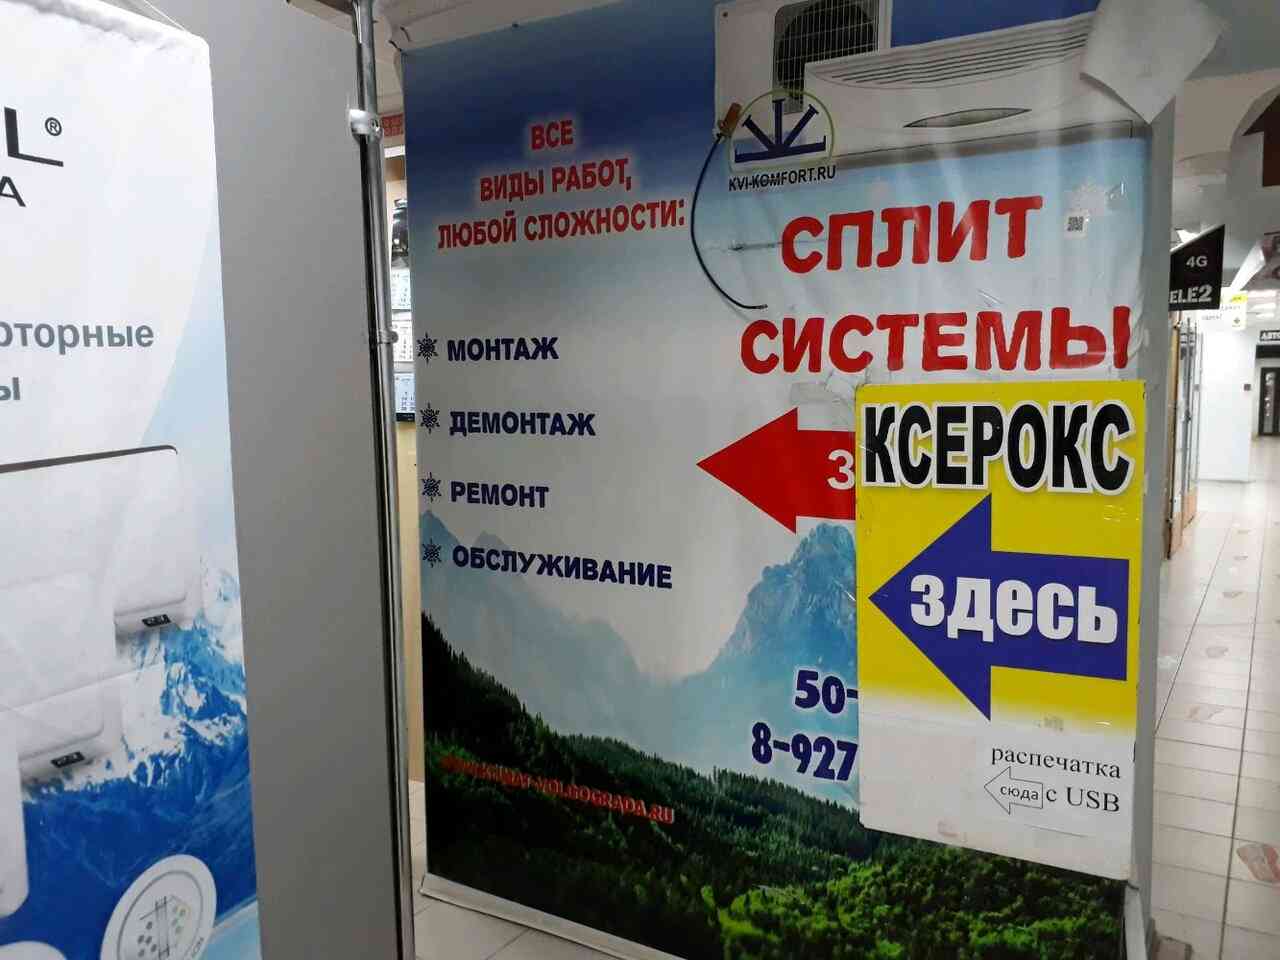 ®
ВСЕ
ВИДЫ РАБОТ,
ЛЮБОЙ СЛОЖНОСТИ:
МОНТАЖ
ДЕМОНТАЖ
РЕМОНТ
ОБСЛУЖИВАНИЕ
KVI-KOMFORT.RU
СПЛИТ
СИСТЕМЫ
КСЕРОКС
здесь
50-
8-927
распечатка
сюда с USB
4G
TELE2